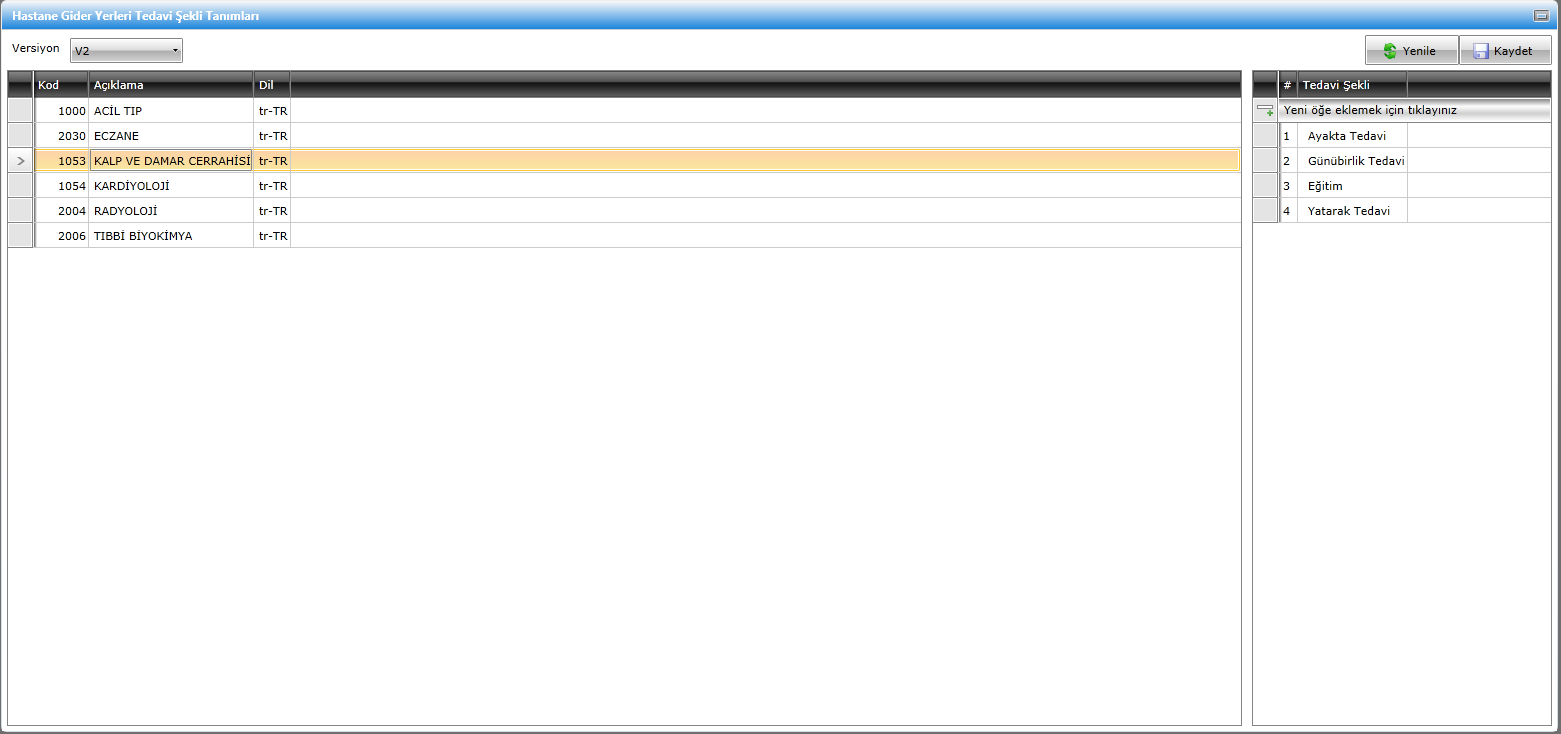 Hastane Gider Yerleri Tedavi Şekli Tanımları
Versiyon V2 Yenile Kaydet
Kod Açıklama Dil
1000 ACİL TIP tr-TR
2030 ECZANE tr-TR
1053 KALP VE DAMAR CERRAHİSİ tr-TR
1054 KARDİYOLOJİ tr-TR
2004 RADYOLOJİ tr-TR
2006 TIBBİ BİYOKİMYA tr-TR
# Tedavi Şekli
Yeni öğe eklemek için tıklayınız
1 Ayakta Tedavi
2 Günübirlik Tedavi
3 Eğitim
4 Yatarak Tedavi